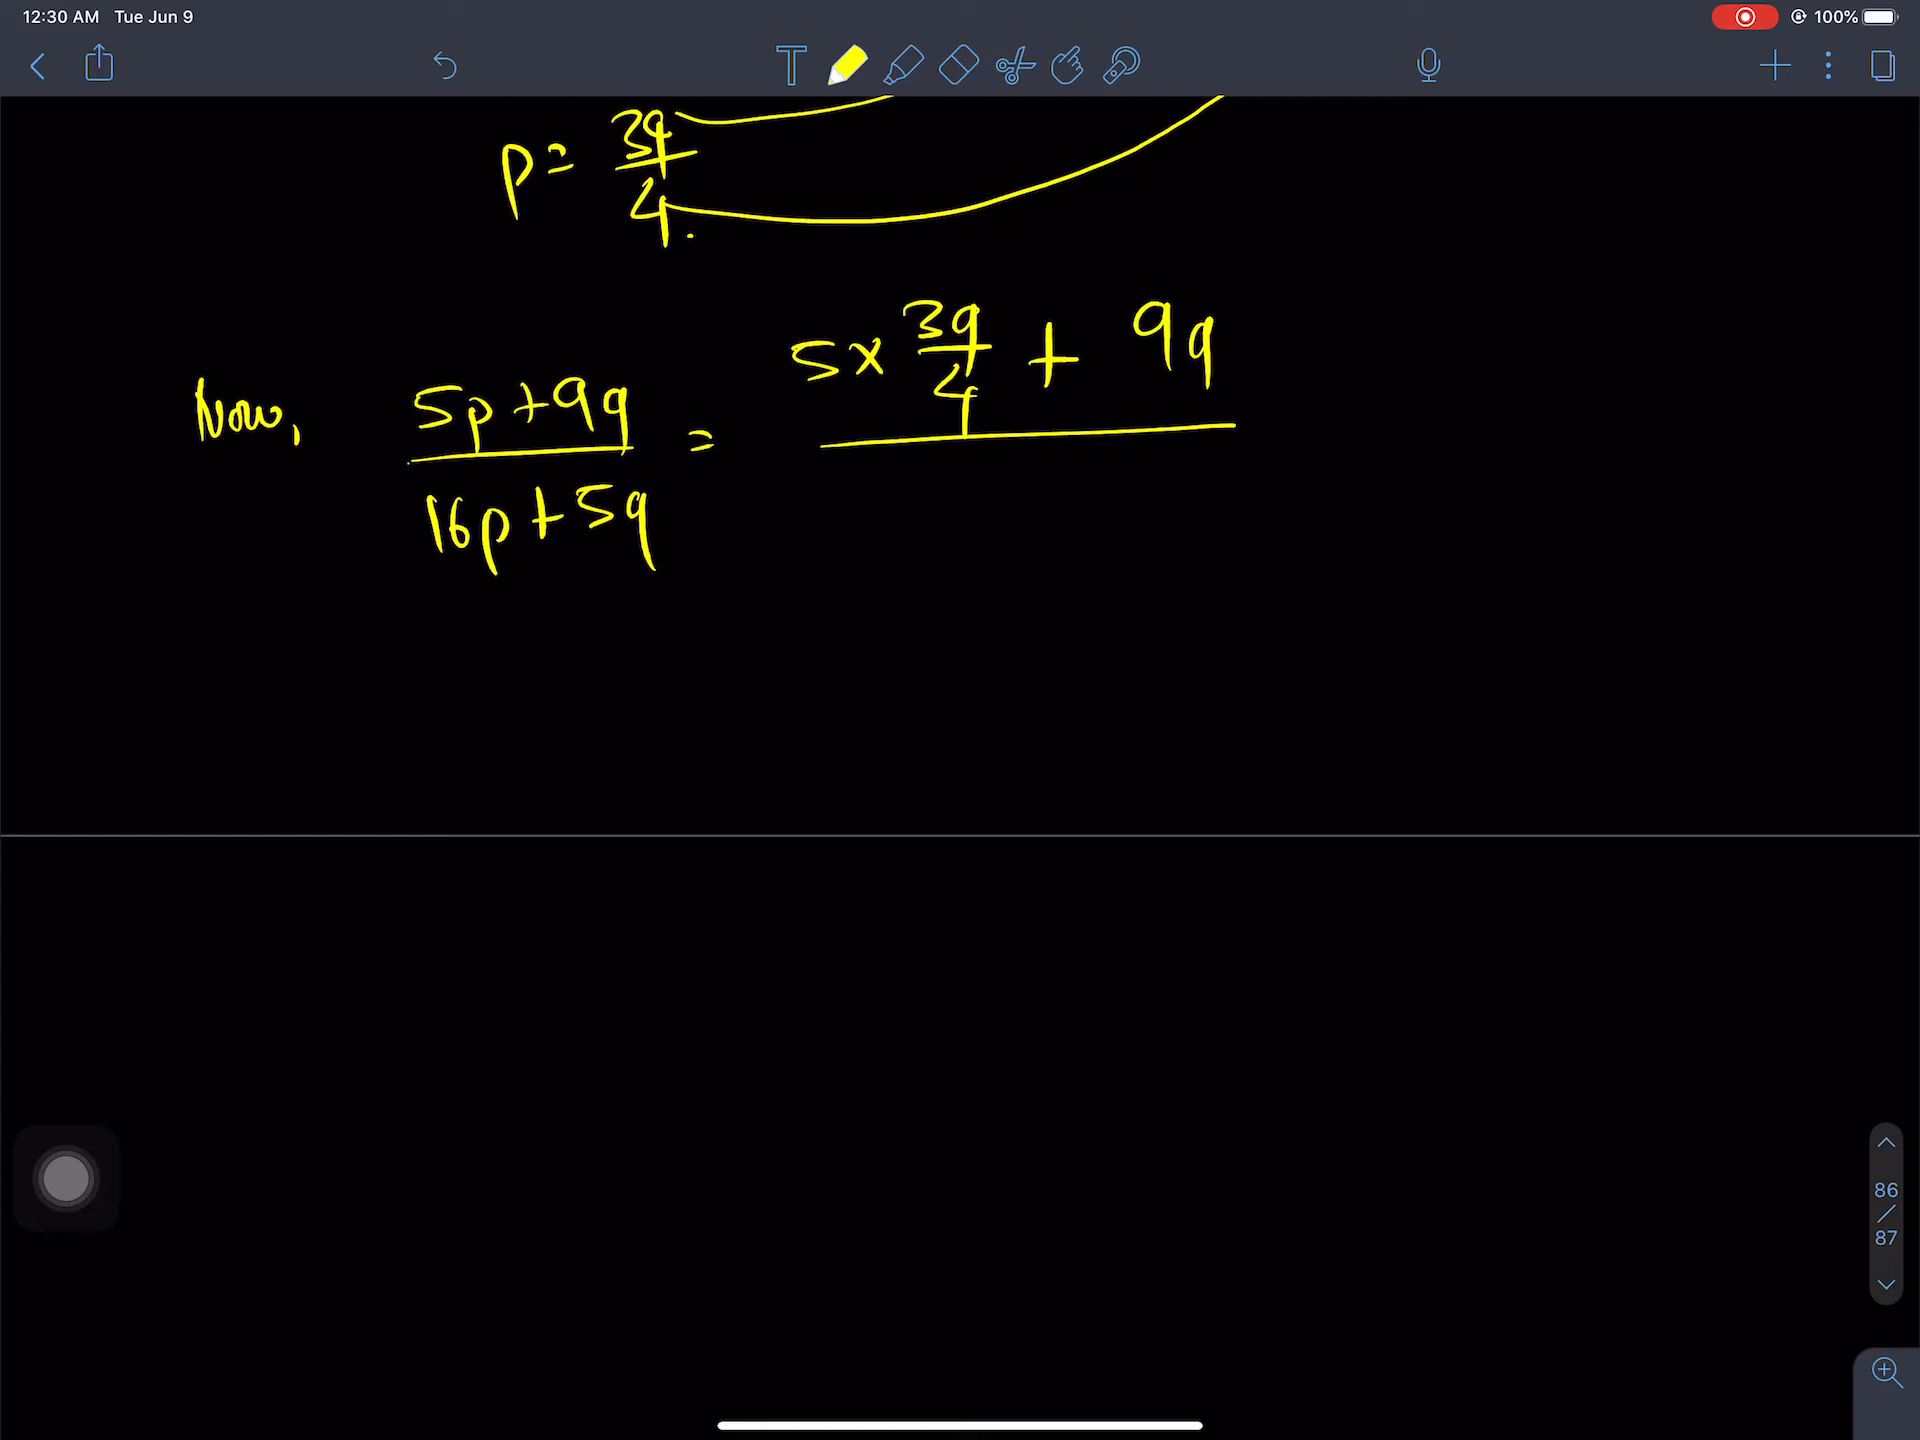 12:30 AM Tue Jun 9 100%
T
p = 3q/4.
Now, (5p+9q)/(16p+5q) = (5 x 3q/4 + 9q)/
86
/
87